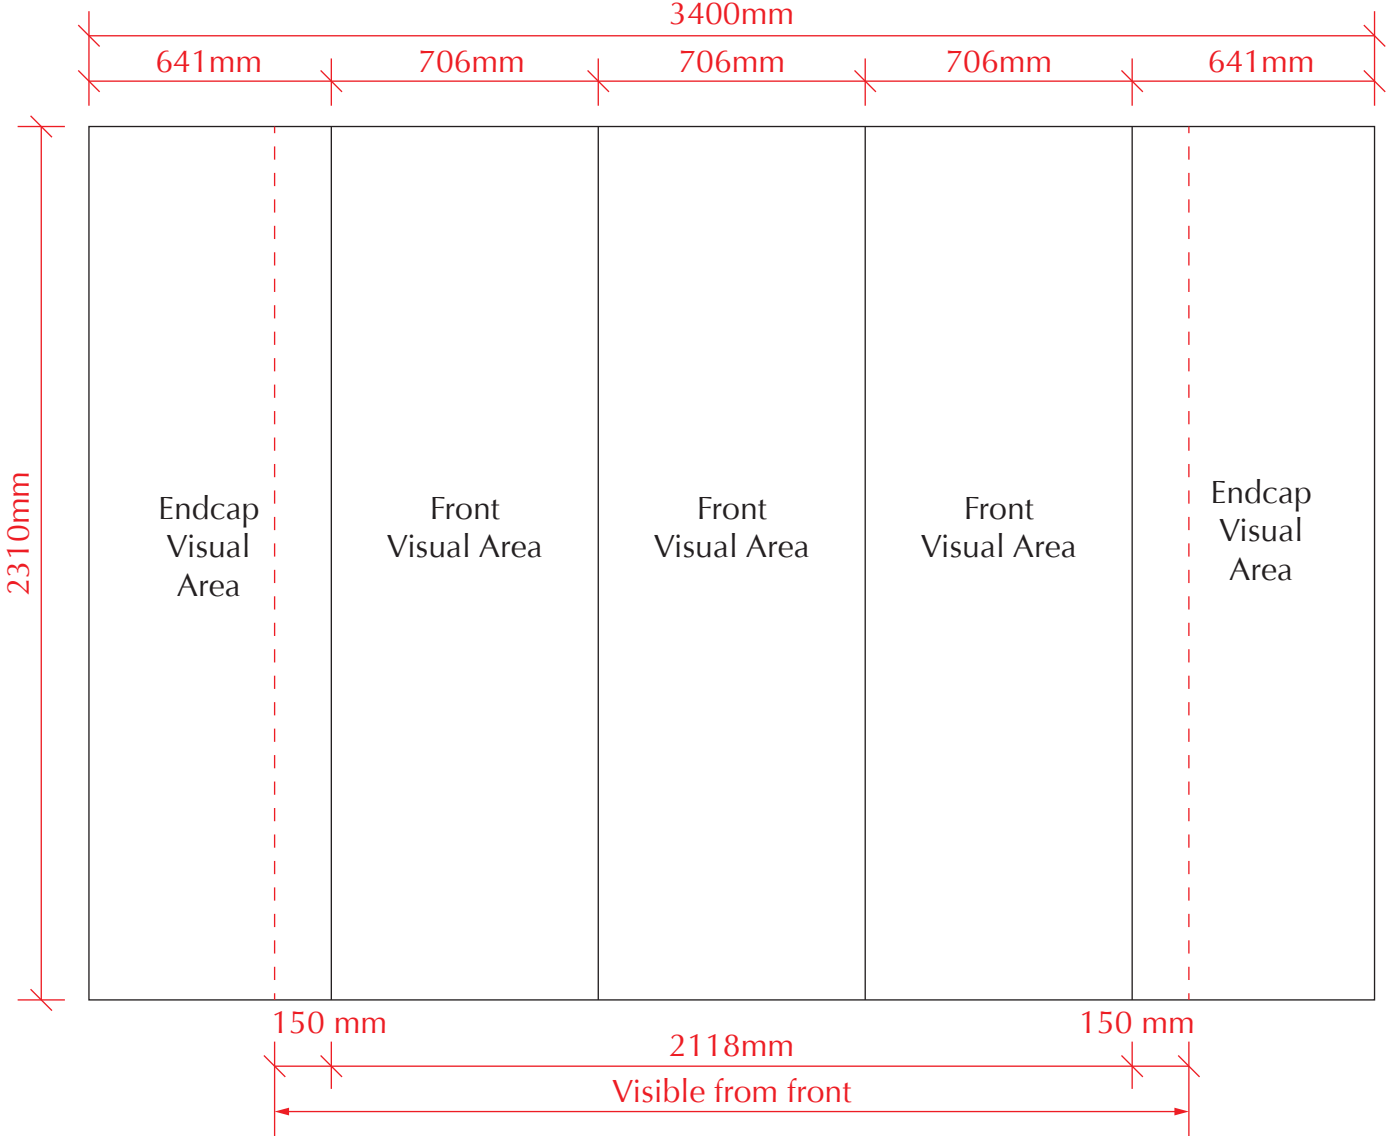 3400mm
641mm
706mm
706mm
706mm
641mm
2310mm
Endcap
Visual
Area
Front
Visual Area
Front
Visual Area
Front
Visual Area
Endcap
Visual
Area
150 mm
150 mm
2118mm
Visible from front